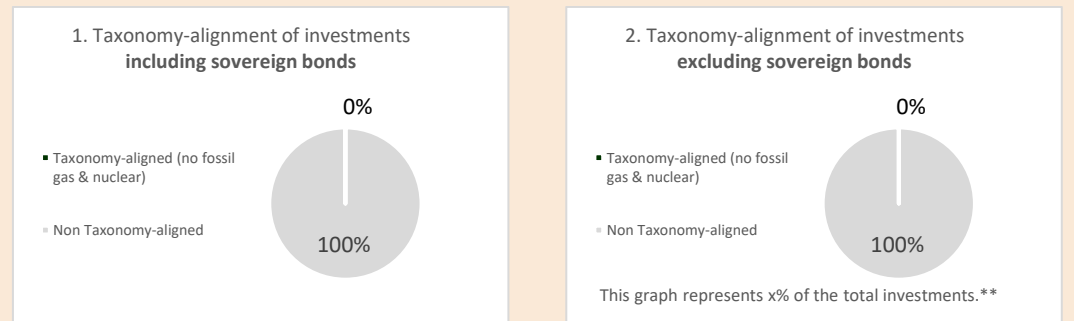 1. Taxonomy-alignment of investments
including sovereign bonds
0%
Taxonomy-aligned (no fossil
gas & nuclear)
Non Taxonomy-aligned
100%
2. Taxonomy-alignment of investments
excluding sovereign bonds
0%
Taxonomy-aligned (no fossil
gas & nuclear)
Non Taxonomy-aligned
100%
This graph represents x% of the total investments.**